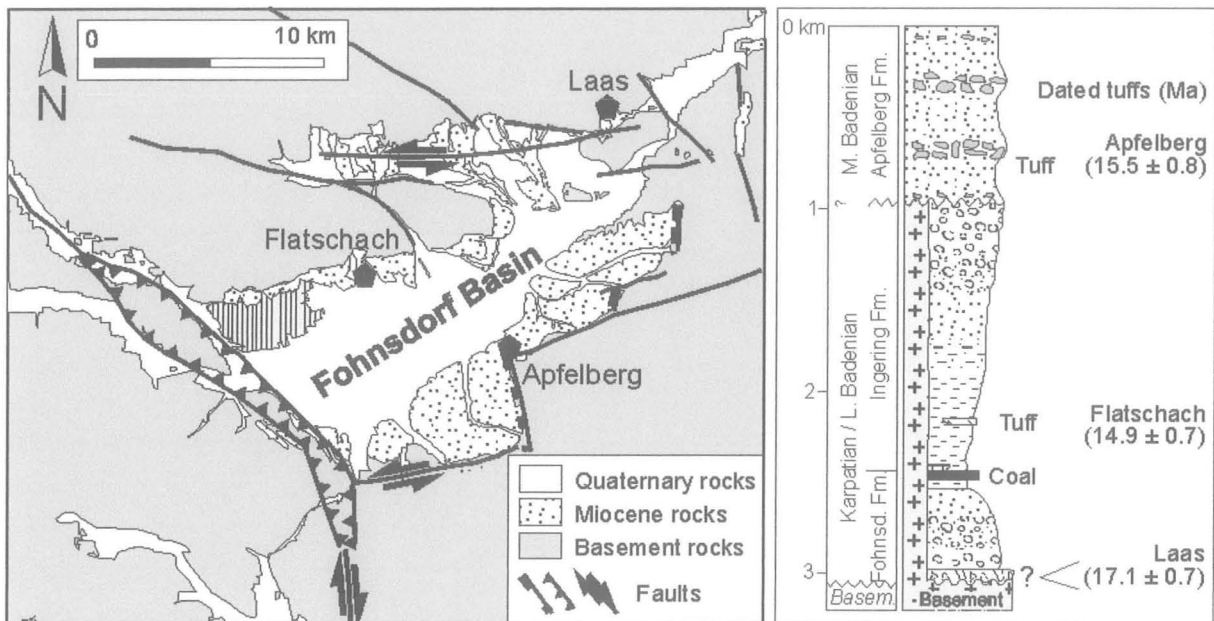 0
10 km
N
Laas
Flatschach
Fohnsdorf Basin
Apfelberg
Quaternary rocks
Miocene rocks
Basement rocks
Faults
0 km
1
2
3
M. Badenian
Apfelberg Fm.
?
Karpatian / L. Badenian
Ingering Fm.
Fohnsd. Fm
Basem.
Dated tuffs (Ma)
Apfelberg
Tuff
(15.5 ± 0.8)
Flatschach
Tuff
(14.9 ± 0.7)
Coal
Laas
?
(17.1 ± 0.7)
Basement